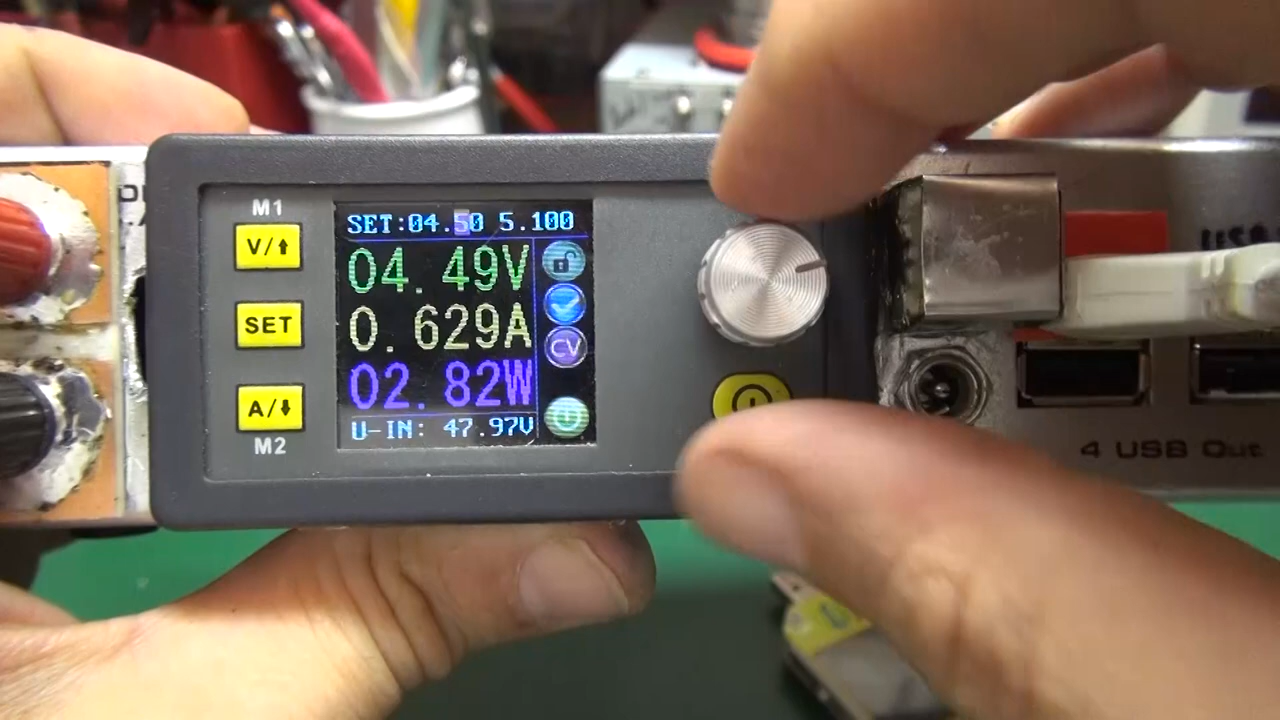 M1
V/⬆
SET
A/⬇
M2
SET:04.50 5.100
04.49V
0.629A
02.82W
U-IN: 47.97V
CV
4 USB Out